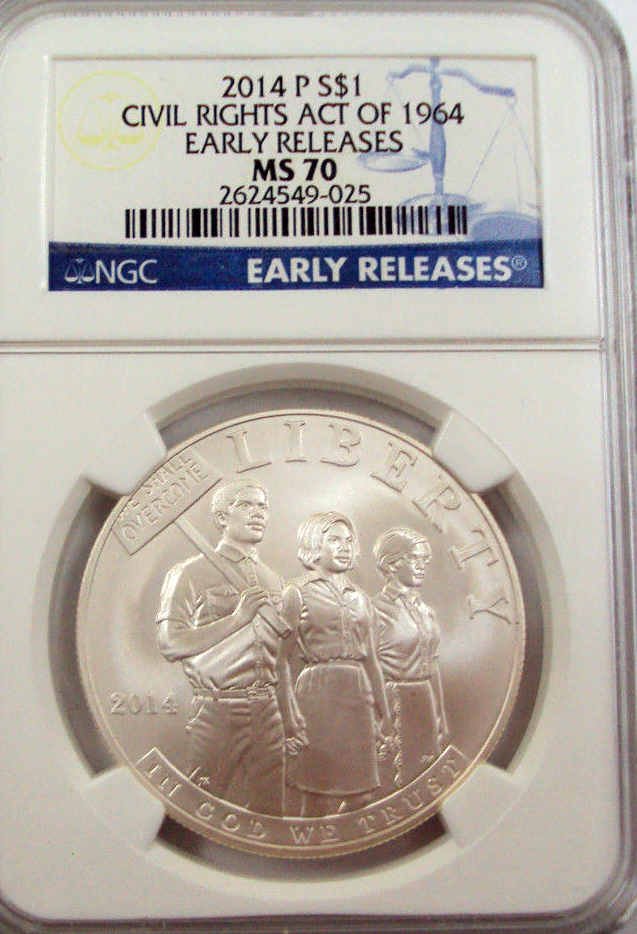 2014 P S$1
CIVIL RIGHTS ACT OF 1964
EARLY RELEASES
MS 70
2624549-025
NGC
EARLY RELEASES®
LIBERTY
WE SHALL
OVERCOME
2014
IN GOD WE TRUST